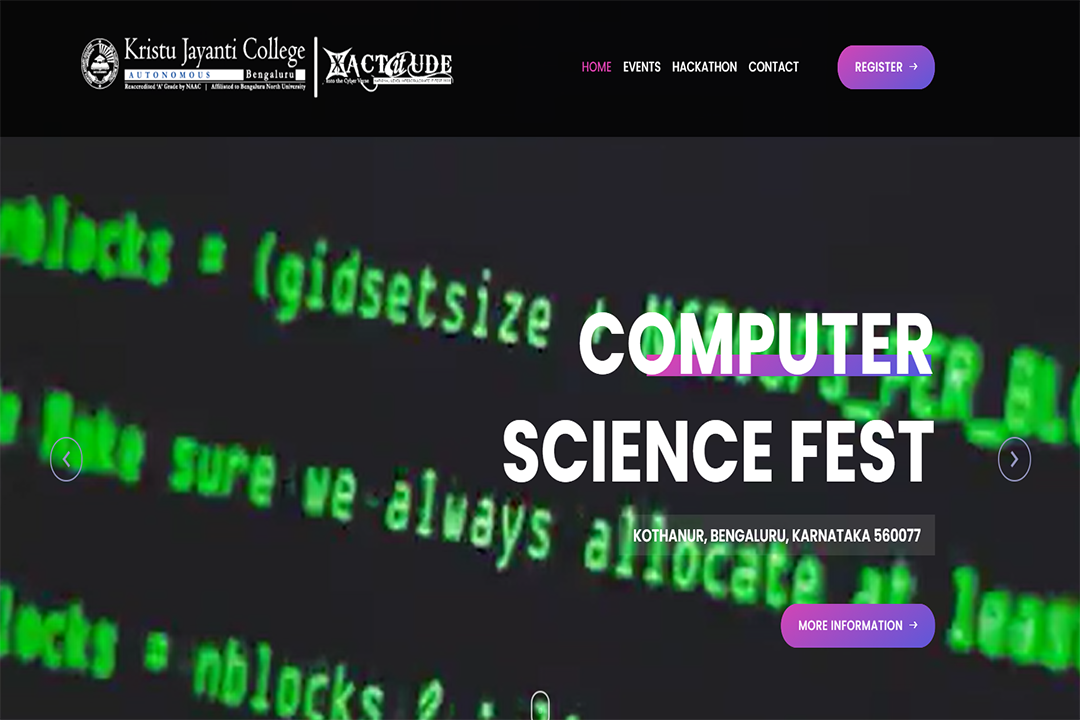 Kristu Jayanti College
AUTONOMOUS Bengaluru
Reaccredited 'A' Grade by NAAC | Affiliated to Bengaluru North University
XACTitUDE
into the Cyber Verse
HOME EVENTS HACKATHON CONTACT
REGISTER →
nblocks = (gidsetsize + NGROUPS_PER_BLO
COMPUTER
SCIENCE FEST
Make sure we always allocate at leas
KOTHANUR, BENGALURU, KARNATAKA 560077
MORE INFORMATION →
locks = nblocks ? :